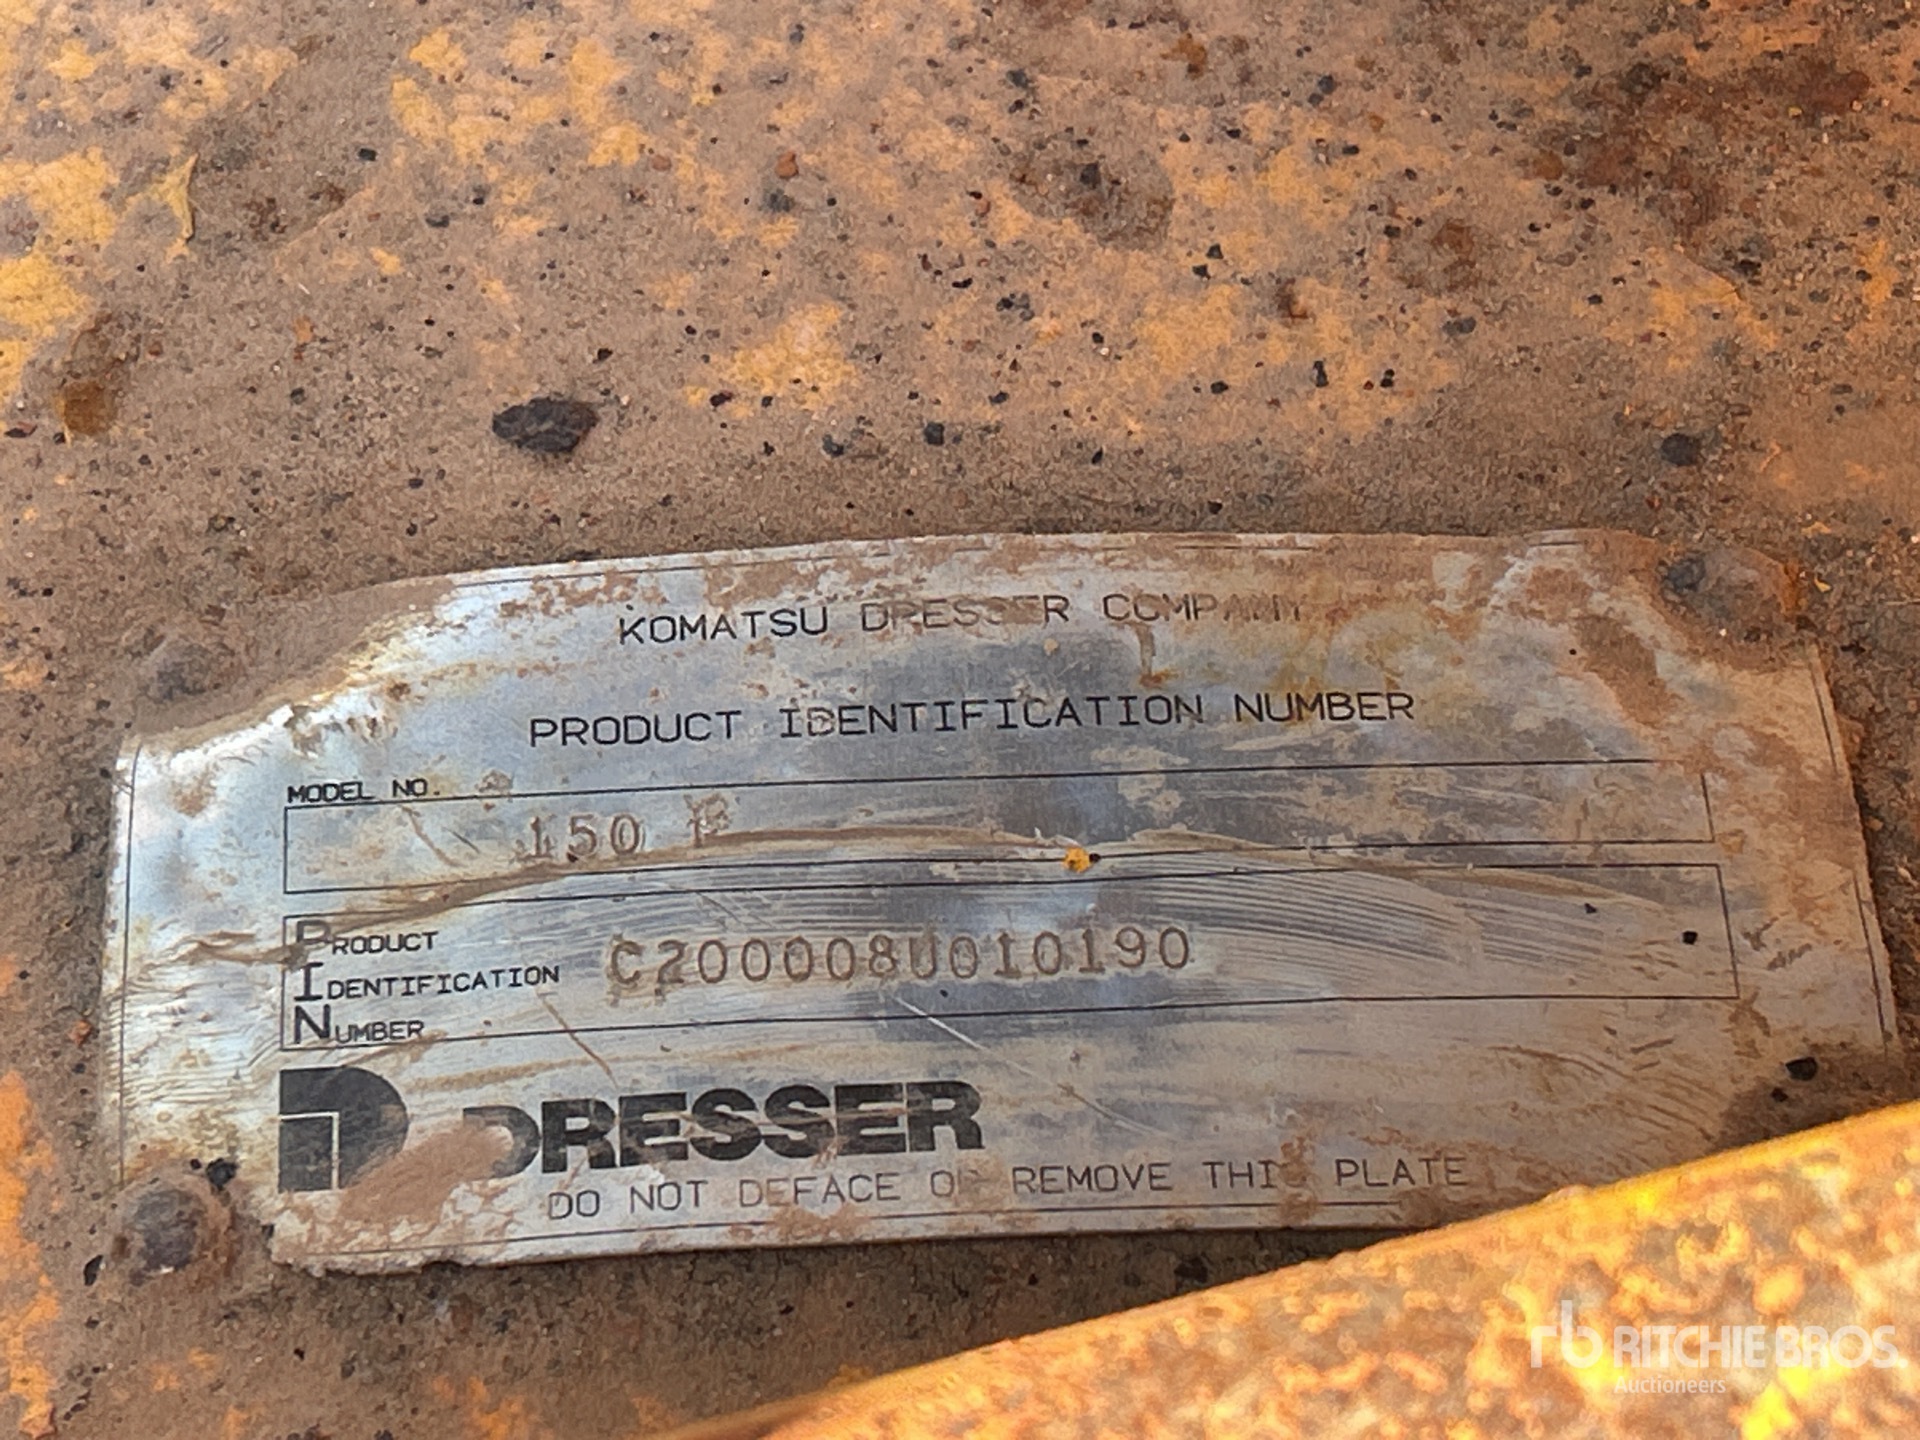 KOMATSU DRESSER COMPANY
PRODUCT IDENTIFICATION NUMBER
MODEL NO.
150
PRODUCT
IDENTIFICATION
NUMBER
C200008U010190
DRESSER
DO NOT DEFACE OR REMOVE THIS PLATE
rb RITCHIE BROS.
Auctioneers